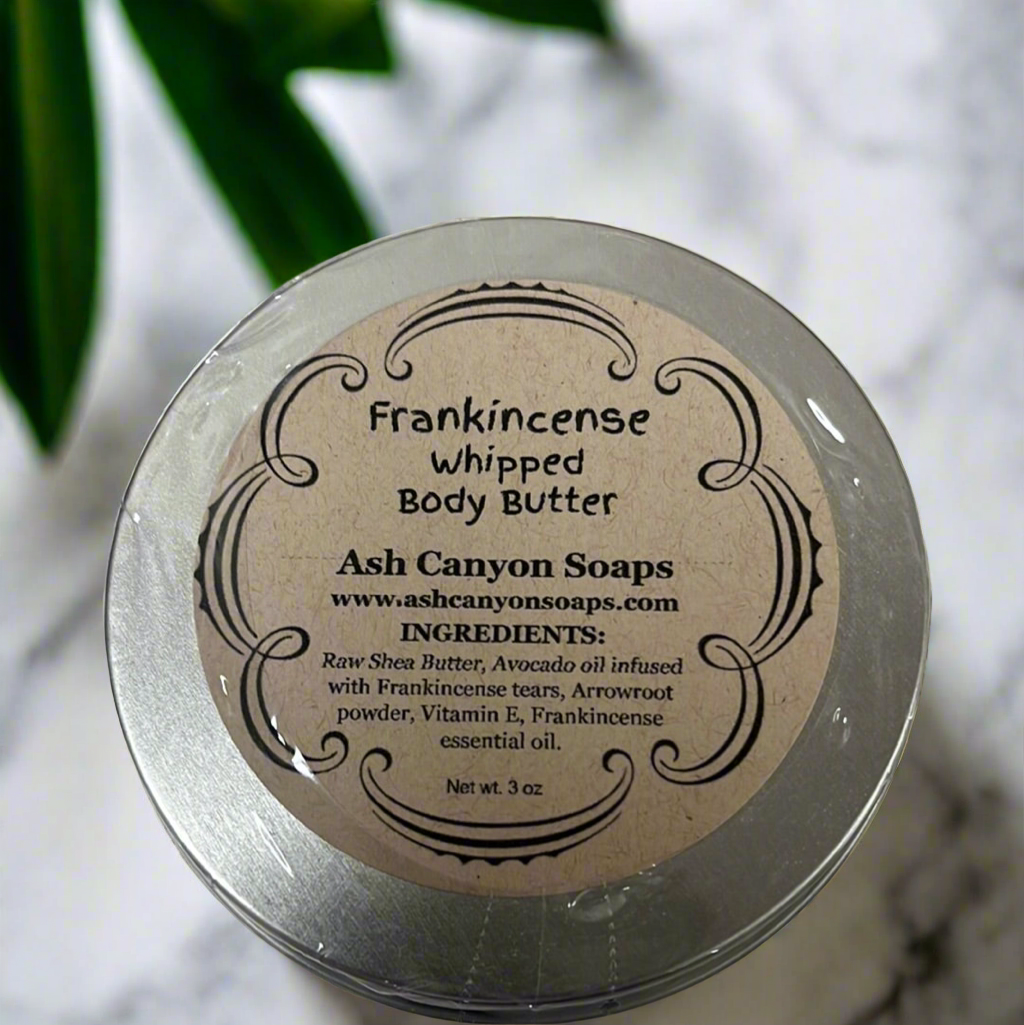 Frankincense
Whipped
Body Butter
Ash Canyon Soaps
www.ashcanyonsoaps.com
INGREDIENTS:
Raw Shea Butter, Avocado oil infused
with Frankincense tears, Arrowroot
powder, Vitamin E, Frankincense
essential oil.
Net wt. 3 oz